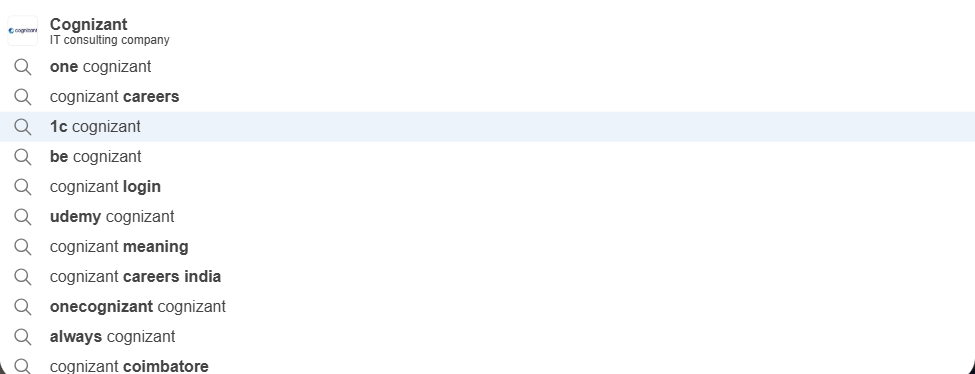 cognizant
Cognizant
IT consulting company
one cognizant
cognizant careers
1c cognizant
be cognizant
cognizant login
udemy cognizant
cognizant meaning
cognizant careers india
onecognizant cognizant
always cognizant
cognizant coimbatore